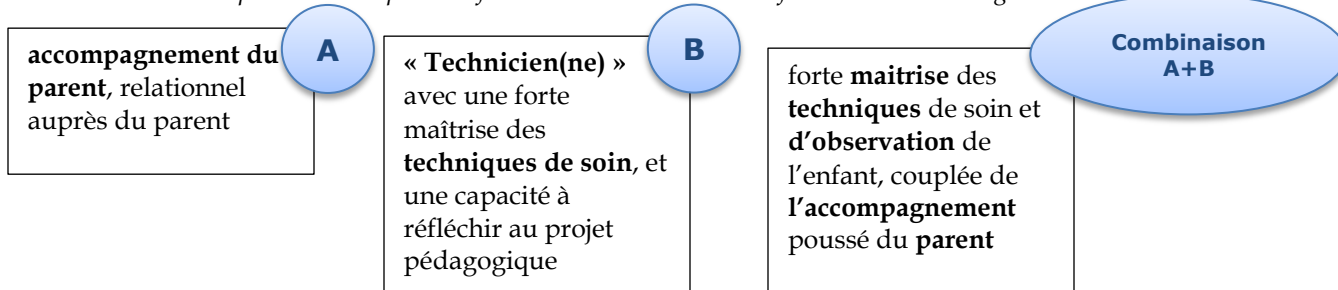 accompagnement du
parent, relationnel
auprès du parent
A
« Technicien(ne) »
avec une forte
maîtrise des
techniques de soin, et
une capacité à
réfléchir au projet
pédagogique
B
forte maitrise des
techniques de soin et
d'observation de
l'enfant, couplée de
l'accompagnement
poussé du parent
Combinaison
A+B